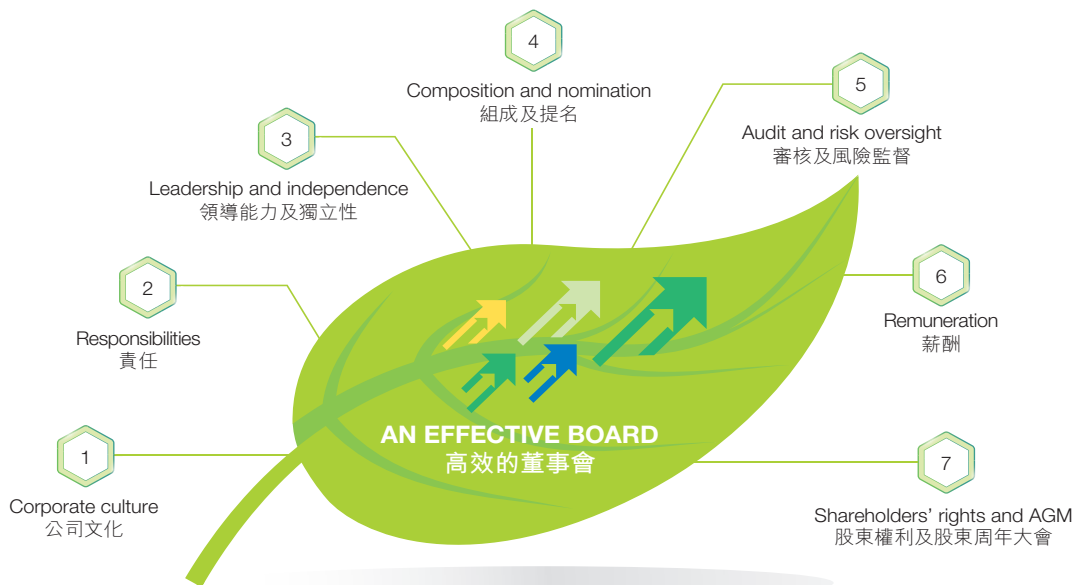 1
Corporate culture
公司文化
2
Responsibilities
責任
3
Leadership and independence
領導能力及獨立性
4
Composition and nomination
組成及提名
5
Audit and risk oversight
審核及風險監督
6
Remuneration
薪酬
7
Shareholders’ rights and AGM
股東權利及股東周年大會
AN EFFECTIVE BOARD
高效的董事會